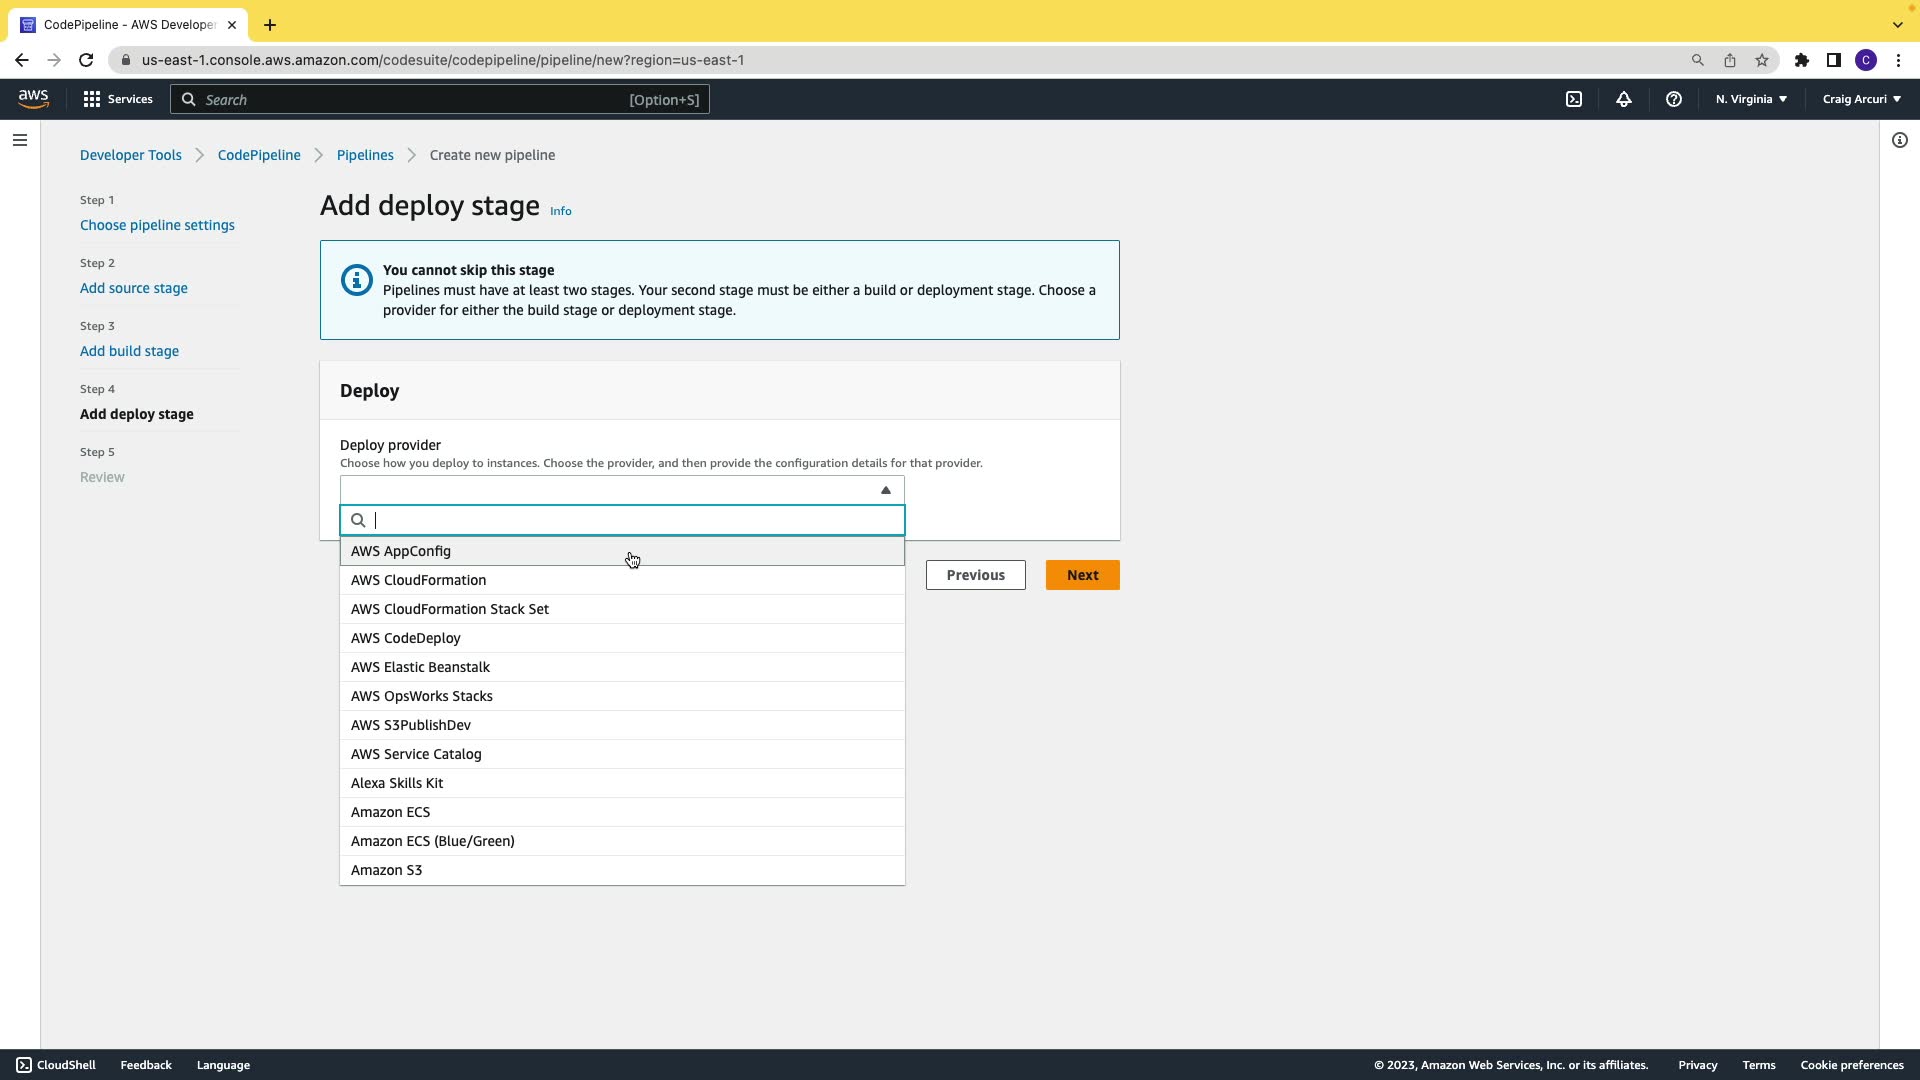 CodePipeline - AWS Developer
us-east-1.console.aws.amazon.com/codesuite/codepipeline/pipeline/new?region=us-east-1
C
aws
Services
Search
[Option+S]
N. Virginia
Craig Arcuri
Developer Tools
CodePipeline
Pipelines
Create new pipeline
Step 1
Choose pipeline settings
Step 2
Add source stage
Step 3
Add build stage
Step 4
Add deploy stage
Step 5
Review
Add deploy stage Info
You cannot skip this stage
Pipelines must have at least two stages. Your second stage must be either a build or deployment stage. Choose a
provider for either the build stage or deployment stage.
Deploy
Deploy provider
Choose how you deploy to instances. Choose the provider, and then provide the configuration details for that provider.
AWS AppConfig
AWS CloudFormation
AWS CloudFormation Stack Set
AWS CodeDeploy
AWS Elastic Beanstalk
AWS OpsWorks Stacks
AWS S3PublishDev
AWS Service Catalog
Alexa Skills Kit
Amazon ECS
Amazon ECS (Blue/Green)
Amazon S3
Previous
Next
CloudShell
Feedback
Language
© 2023, Amazon Web Services, Inc. or its affiliates.
Privacy
Terms
Cookie preferences